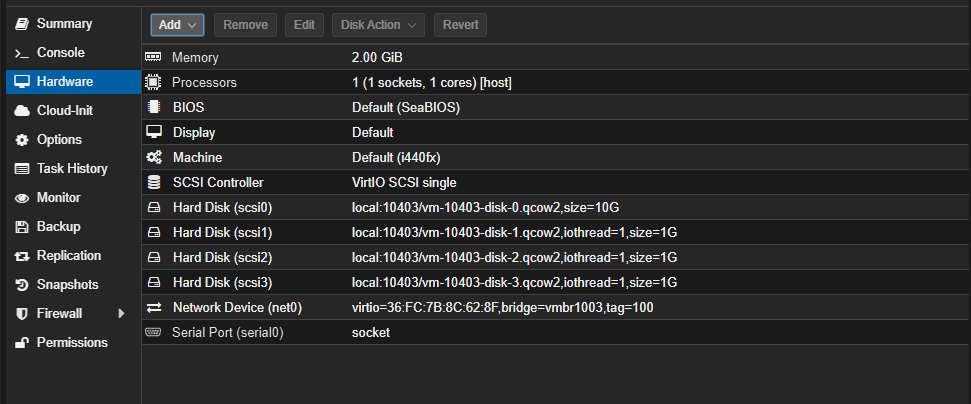 Add Remove Edit Disk Action Revert
Summary
Console
Hardware
Cloud-Init
Options
Task History
Monitor
Backup
Replication
Snapshots
Firewall
Permissions
Memory 2.00 GiB
Processors 1 (1 sockets, 1 cores) [host]
BIOS Default (SeaBIOS)
Display Default
Machine Default (i440fx)
SCSI Controller VirtIO SCSI single
Hard Disk (scsi0) local:10403/vm-10403-disk-0.qcow2,size=10G
Hard Disk (scsi1) local:10403/vm-10403-disk-1.qcow2,iothread=1,size=1G
Hard Disk (scsi2) local:10403/vm-10403-disk-2.qcow2,iothread=1,size=1G
Hard Disk (scsi3) local:10403/vm-10403-disk-3.qcow2,iothread=1,size=1G
Network Device (net0) virtio=36:FC:7B:8C:62:8F,bridge=vmbr1003,tag=100
Serial Port (serial0) socket